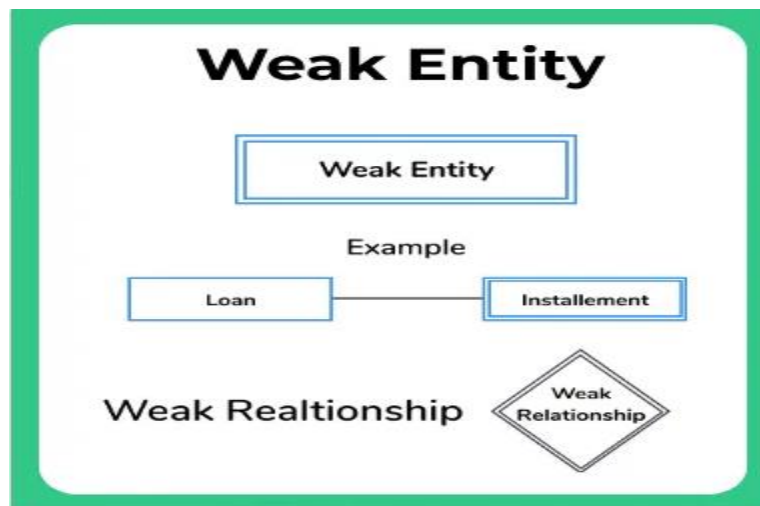 Weak Entity
Weak Entity
Example
Loan
Installement
Weak Realtionship
Weak
Relationship